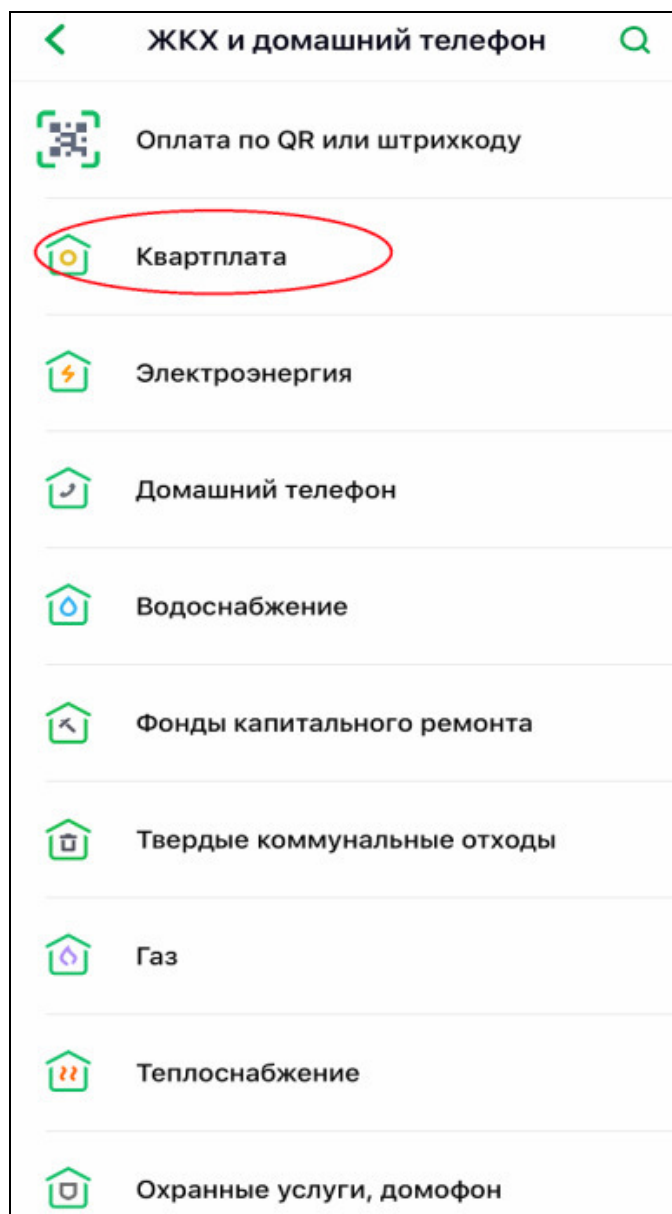 ЖКХ и домашний телефон
Оплата по QR или штрихкоду
Квартплата
Электроэнергия
Домашний телефон
Водоснабжение
Фонды капитального ремонта
Твердые коммунальные отходы
Газ
Теплоснабжение
Охранные услуги, домофон